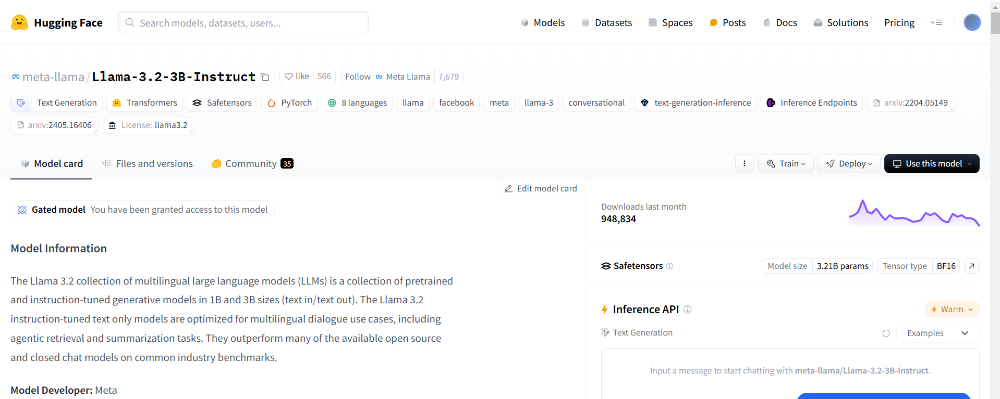 Hugging Face
Search models, datasets, users...
Models
Datasets
Spaces
Posts
Docs
Solutions
Pricing
meta-llama/Llama-3.2-3B-Instruct
like 566
Follow Meta Llama 7,679
Text Generation
Transformers
Safetensors
PyTorch
8 languages
llama
facebook
meta
llama-3
conversational
text-generation-inference
Inference Endpoints
arxiv:2204.05149
arxiv:2405.16406
License: llama3.2
Model card
Files and versions
Community 35
Train
Deploy
Use this model
Edit model card
Gated model You have been granted access to this model
Model Information
The Llama 3.2 collection of multilingual large language models (LLMs) is a collection of pretrained
and instruction-tuned generative models in 1B and 3B sizes (text in/text out). The Llama 3.2
instruction-tuned text only models are optimized for multilingual dialogue use cases, including
agentic retrieval and summarization tasks. They outperform many of the available open source
and closed chat models on common industry benchmarks.
Model Developer: Meta
Downloads last month
948,834
Safetensors
Model size 3.21B params
Tensor type BF16
Inference API
Warm
Text Generation
Examples
Input a message to start chatting with meta-llama/Llama-3.2-3B-Instruct.